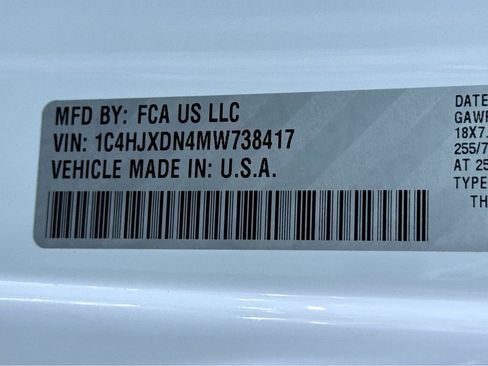 MFD BY: FCA US LLC
VIN: 1C4HJXDN4MW738417
VEHICLE MADE IN: U.S.A.
DATE
GAWR
18X7.
255/7
AT 25
TYPE
TH